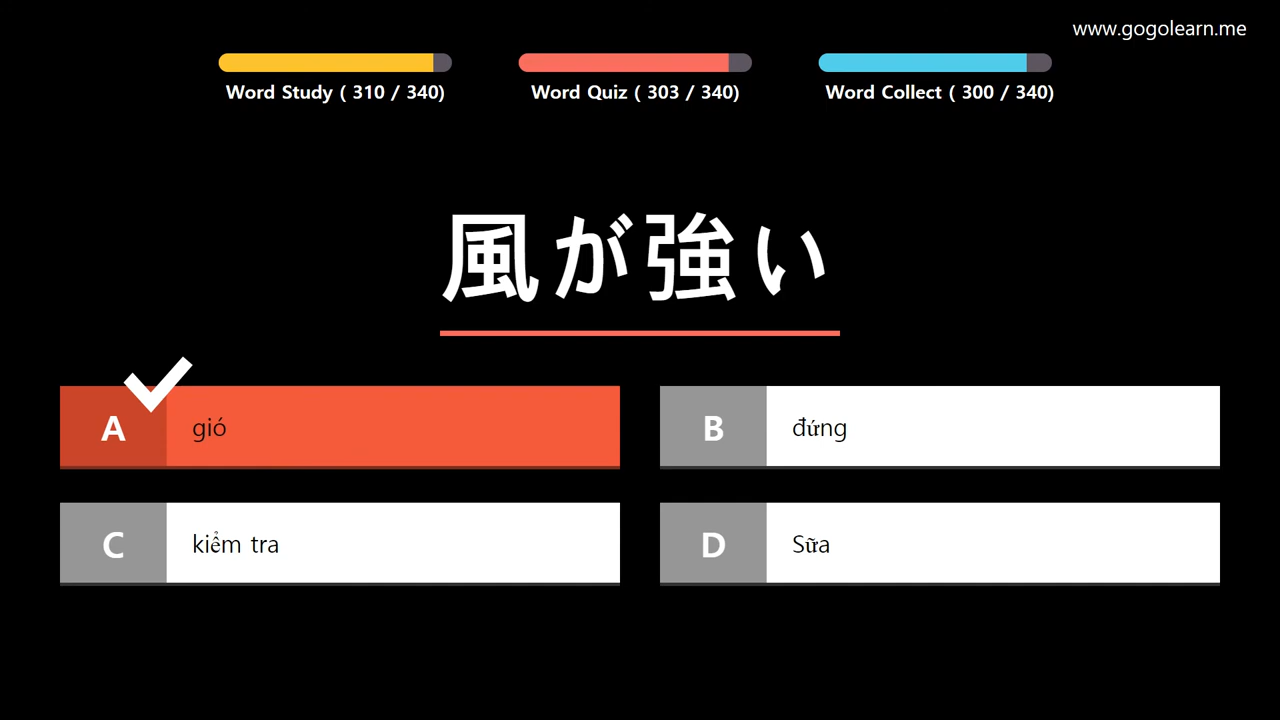 www.gogolearn.me
Word Study ( 310 / 340)
Word Quiz ( 303 / 340)
Word Collect ( 300 / 340)
風が強い
A gió
B đứng
C kiểm tra
D Sữa